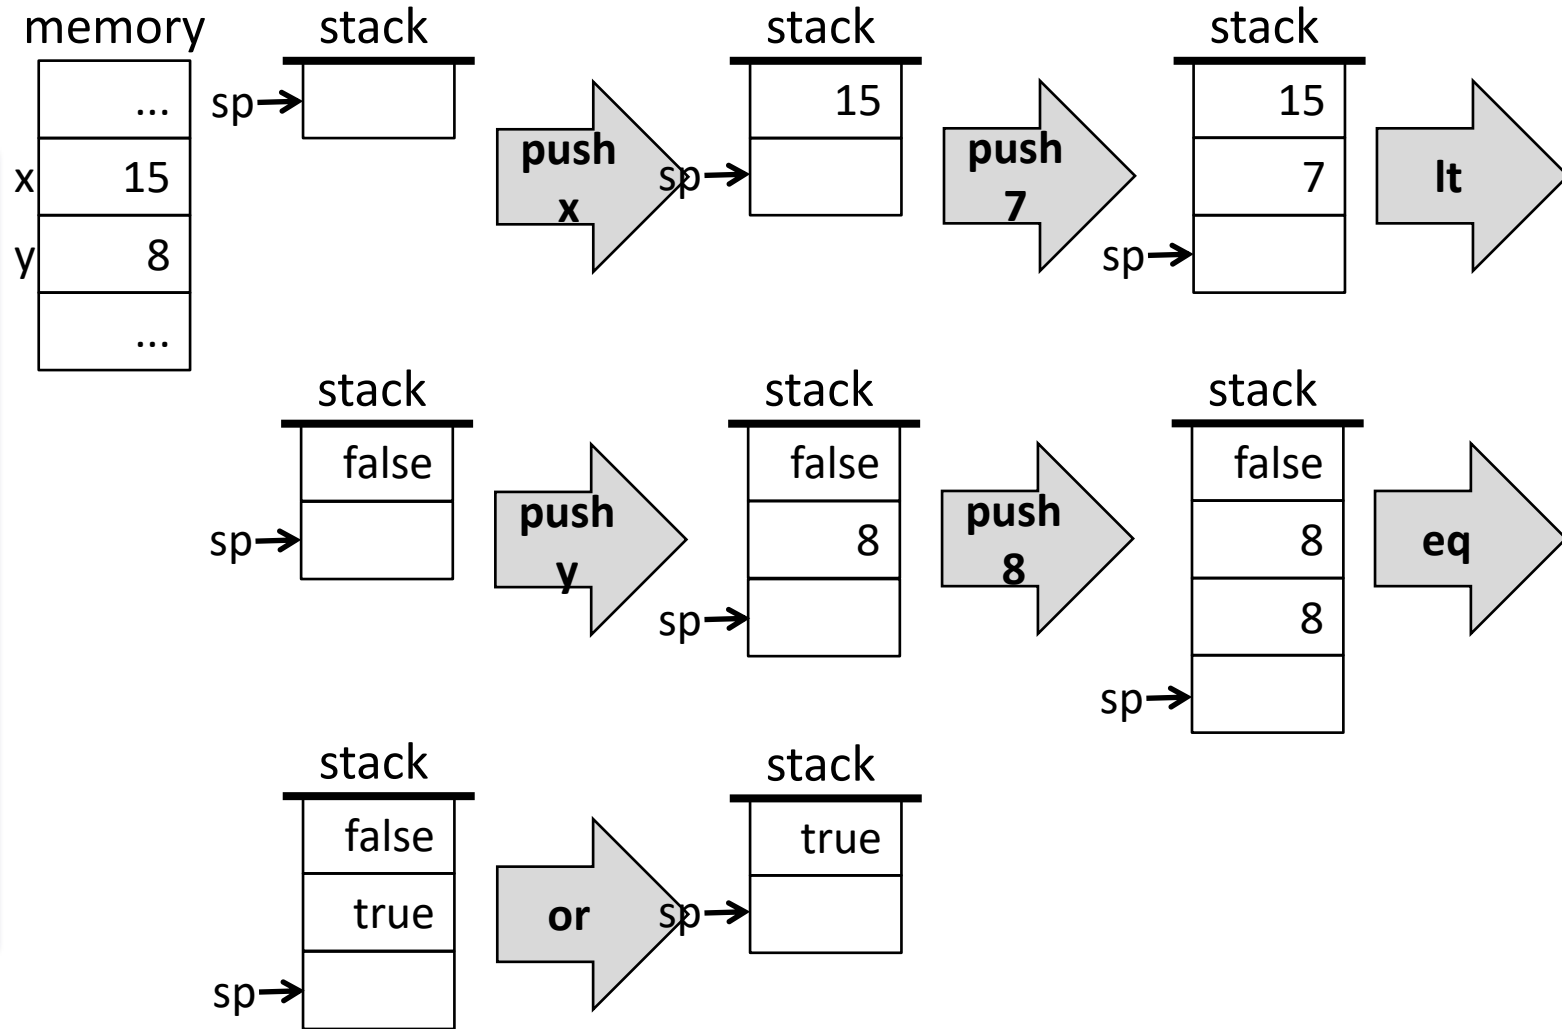 memory
...
x 15
y 8
...
stack
sp
push
x
stack
15
sp
push
7
stack
15
7
sp
lt
stack
false
sp
push
y
stack
false
8
sp
push
8
stack
false
8
8
sp
eq
stack
false
true
sp
or
stack
true
sp